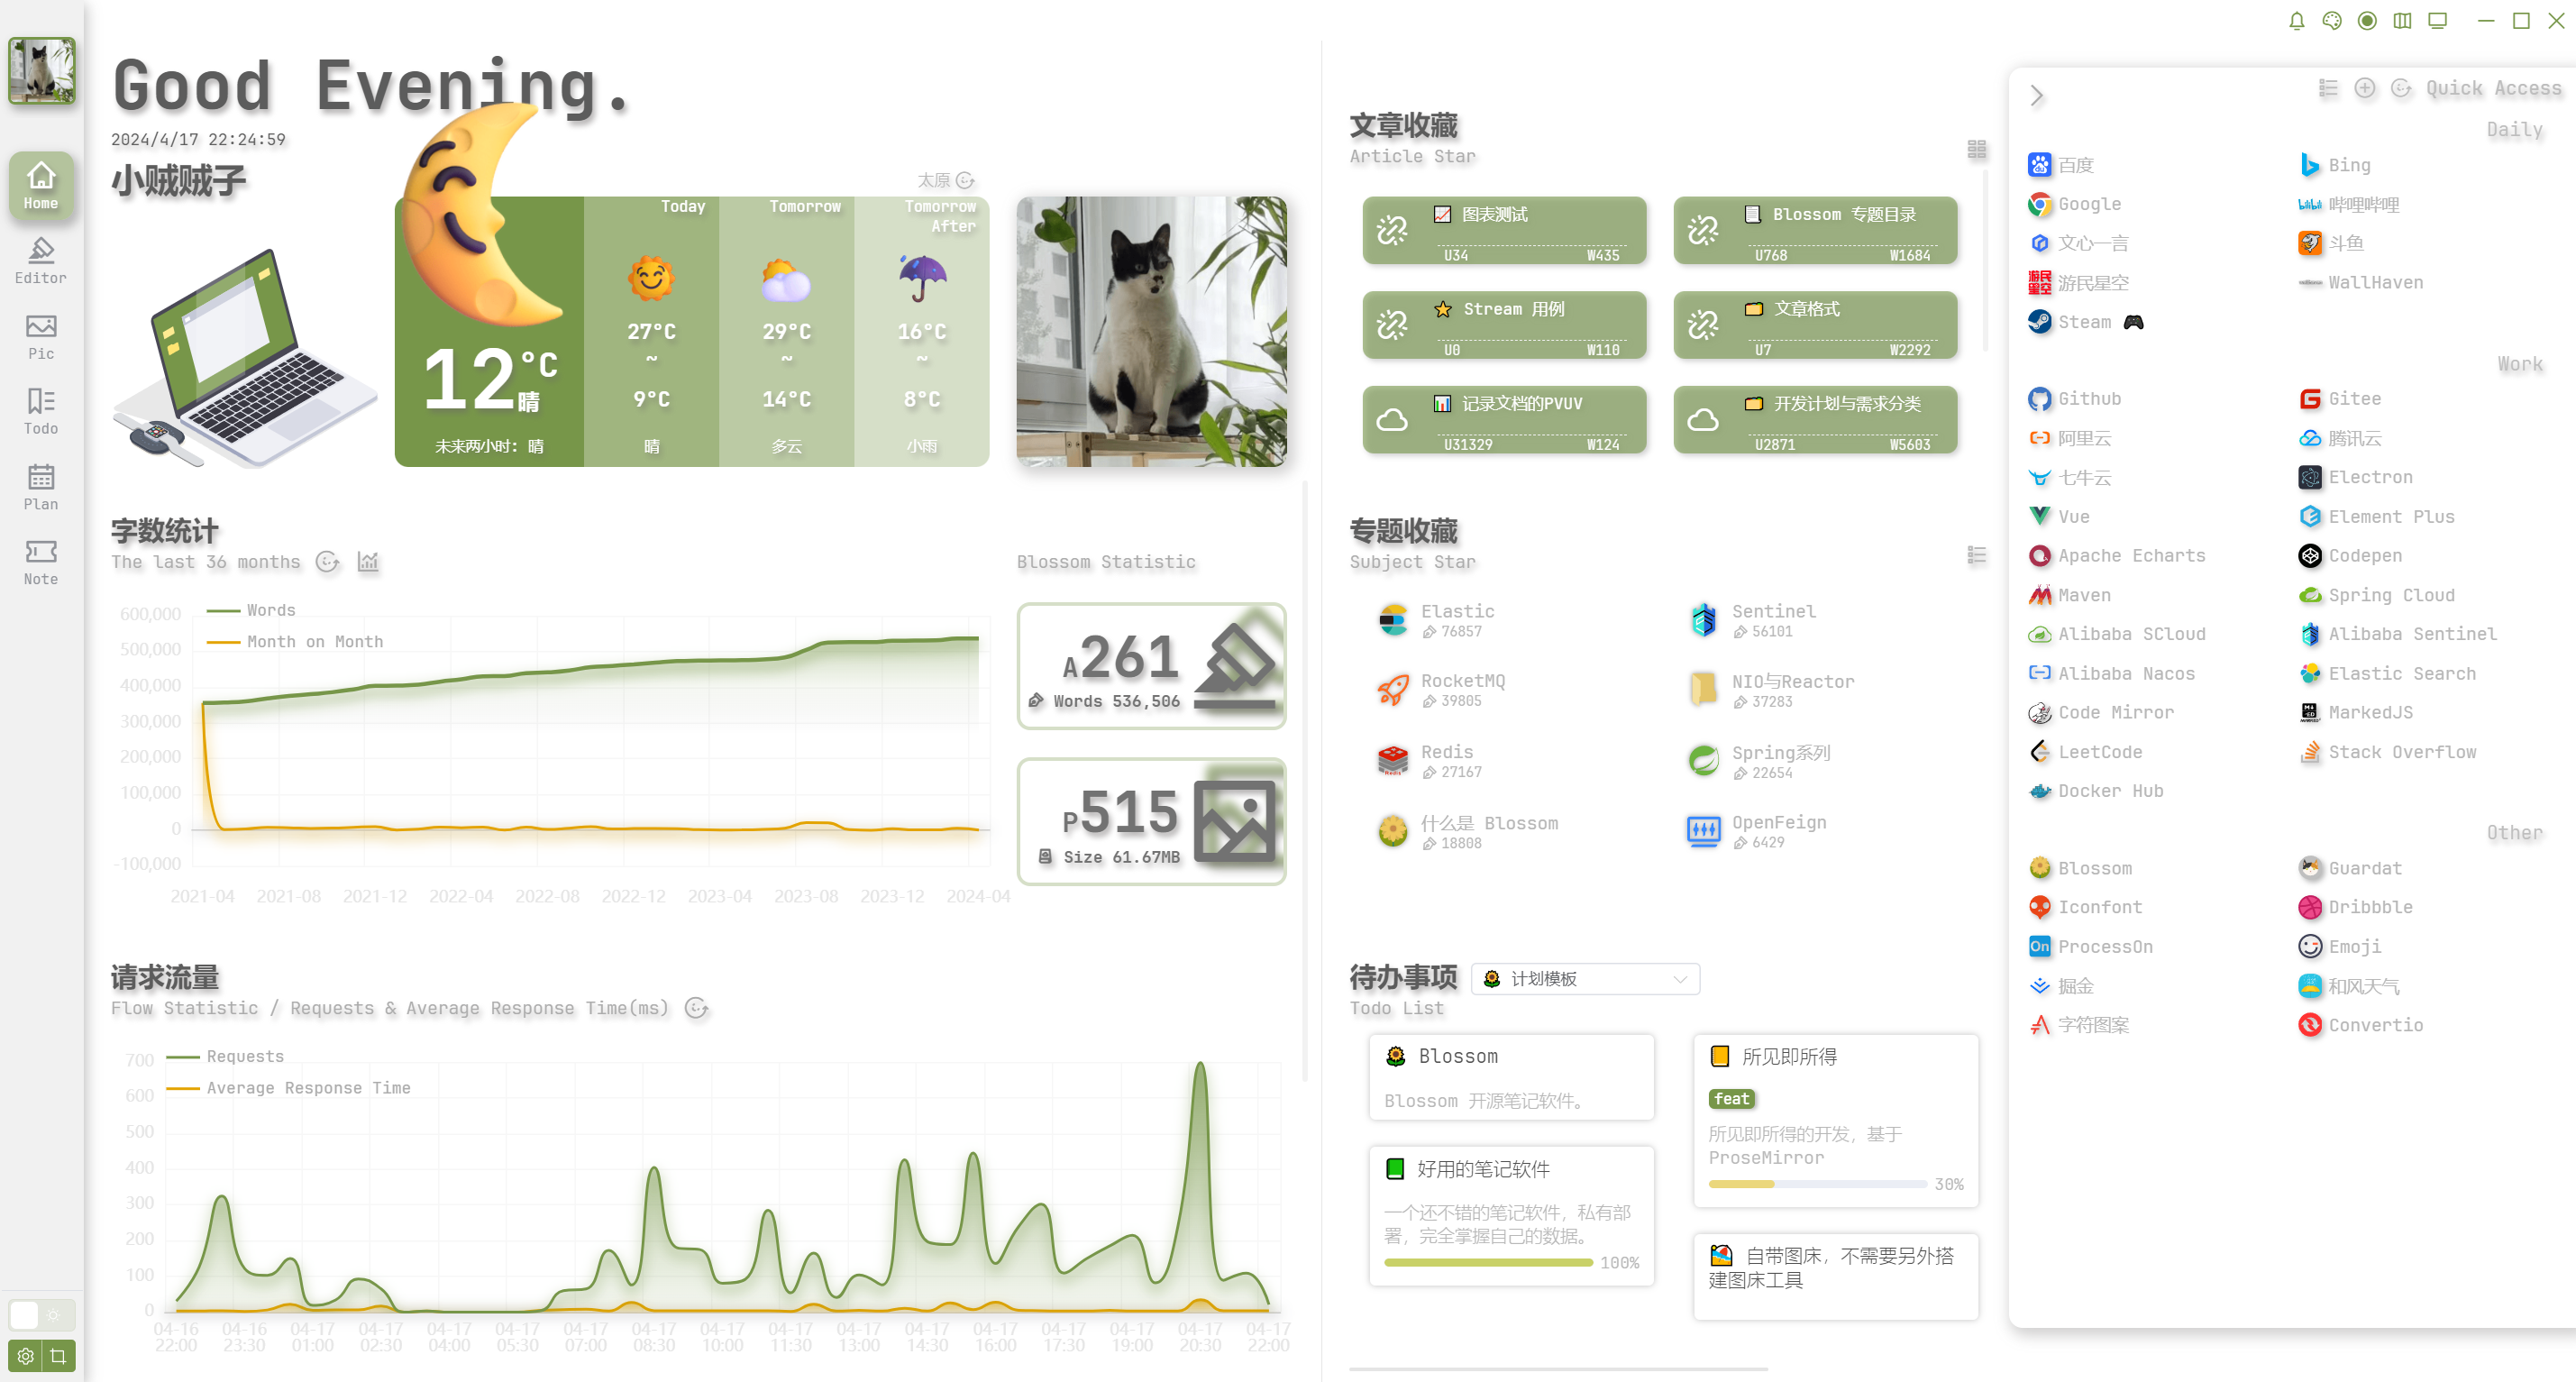 Good Evening.
2024/4/17 22:24:59
小贼贼子
Home
Editor
Pic
Todo
Plan
Note
太原
12°C
晴
未来两小时：晴
Today
27°C
~
9°C
晴
Tomorrow
29°C
~
14°C
多云
Tomorrow
After
16°C
~
8°C
小雨
字数统计
The last 36 months
Words
Month on Month
600,000
500,000
400,000
300,000
200,000
100,000
0
-100,000
2021-04 2021-08 2021-12 2022-04 2022-08 2022-12 2023-04 2023-08 2023-12 2024-04
Blossom Statistic
A261
Words 536,506
P515
Size 61.67MB
请求流量
Flow Statistic / Requests & Average Response Time(ms)
Requests
Average Response Time
700
600
500
400
300
200
100
0
04-16 04-16 04-17 04-17 04-17 04-17 04-17 04-17 04-17 04-17 04-17 04-17 04-17 04-17 04-17 04-17 04-17
22:00 23:30 01:00 02:30 04:00 05:30 07:00 08:30 10:00 11:30 13:00 14:30 16:00 17:30 19:00 20:30 22:00
文章收藏
Article Star
图表测试
U34 W435
Blossom 专题目录
U768 W1684
Stream 用例
U0 W110
文章格式
U7 W2292
记录文档的PVUV
U31329 W124
开发计划与需求分类
U2871 W5603
专题收藏
Subject Star
Elastic
76857
Sentinel
56101
RocketMQ
39805
NIO与Reactor
37283
Redis
27167
Spring系列
22654
什么是 Blossom
18808
OpenFeign
6429
待办事项
计划模板
Todo List
Blossom
Blossom 开源笔记软件。
好用的笔记软件
一个还不错的笔记软件，私有部
署，完全掌握自己的数据。
100%
所见即所得
feat
所见即所得的开发，基于
ProseMirror
30%
自带图床，不需要另外搭
建图床工具
Quick Access
Daily
百度
Bing
Google
哔哩哔哩
文心一言
斗鱼
游民星空
WallHaven
Steam
Work
Github
Gitee
阿里云
腾讯云
七牛云
Electron
Vue
Element Plus
Apache Echarts
Codepen
Maven
Spring Cloud
Alibaba SCloud
Alibaba Sentinel
Alibaba Nacos
Elastic Search
Code Mirror
MarkedJS
LeetCode
Stack Overflow
Docker Hub
Other
Blossom
Guardat
Iconfont
Dribbble
On
ProcessOn
Emoji
掘金
和风天气
字符图案
Convertio